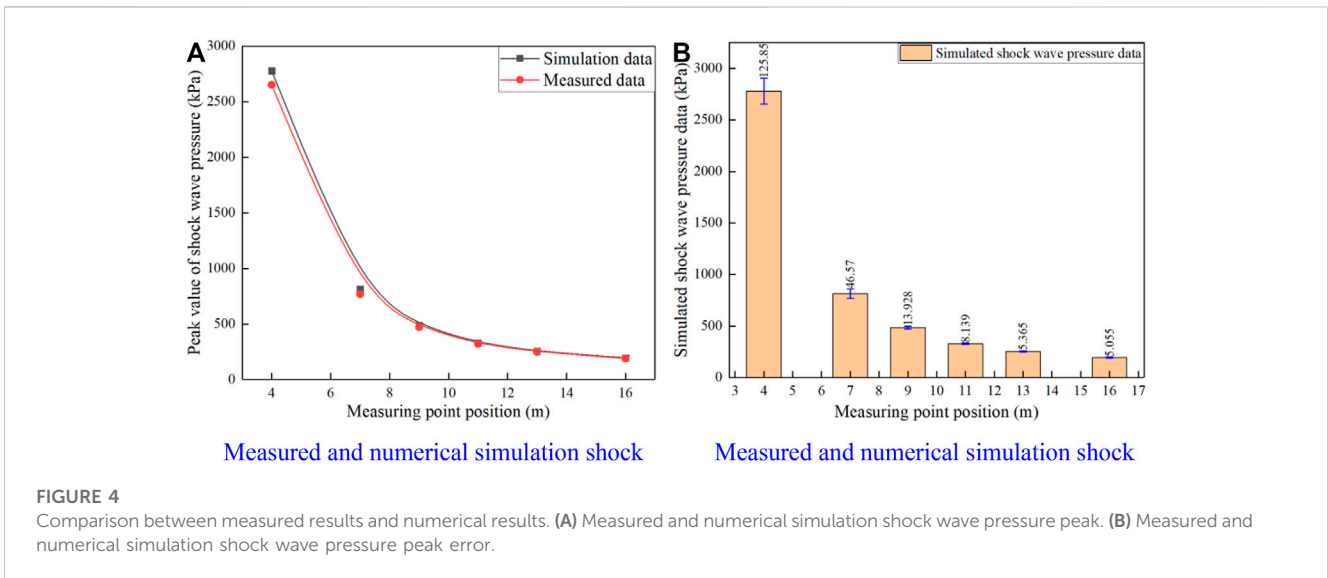 A
Peak value of shock wave pressure (kPa)
3000
2500
2000
1500
1000
500
0
Simulation data
Measured data
4 6 8 10 12 14 16
Measuring point position (m)
Measured and numerical simulation shock
B
Simulated shock wave pressure data (kPa)
3000
2500
2000
1500
1000
500
0
Simulated shock wave pressure data
125.85
46.57
13.928
8.139
5.365
5.055
3 4 5 6 7 8 9 10 11 12 13 14 15 16 17
Measuring point position (m)
Measured and numerical simulation shock
FIGURE 4
Comparison between measured results and numerical results. (A) Measured and numerical simulation shock wave pressure peak. (B) Measured and
numerical simulation shock wave pressure peak error.